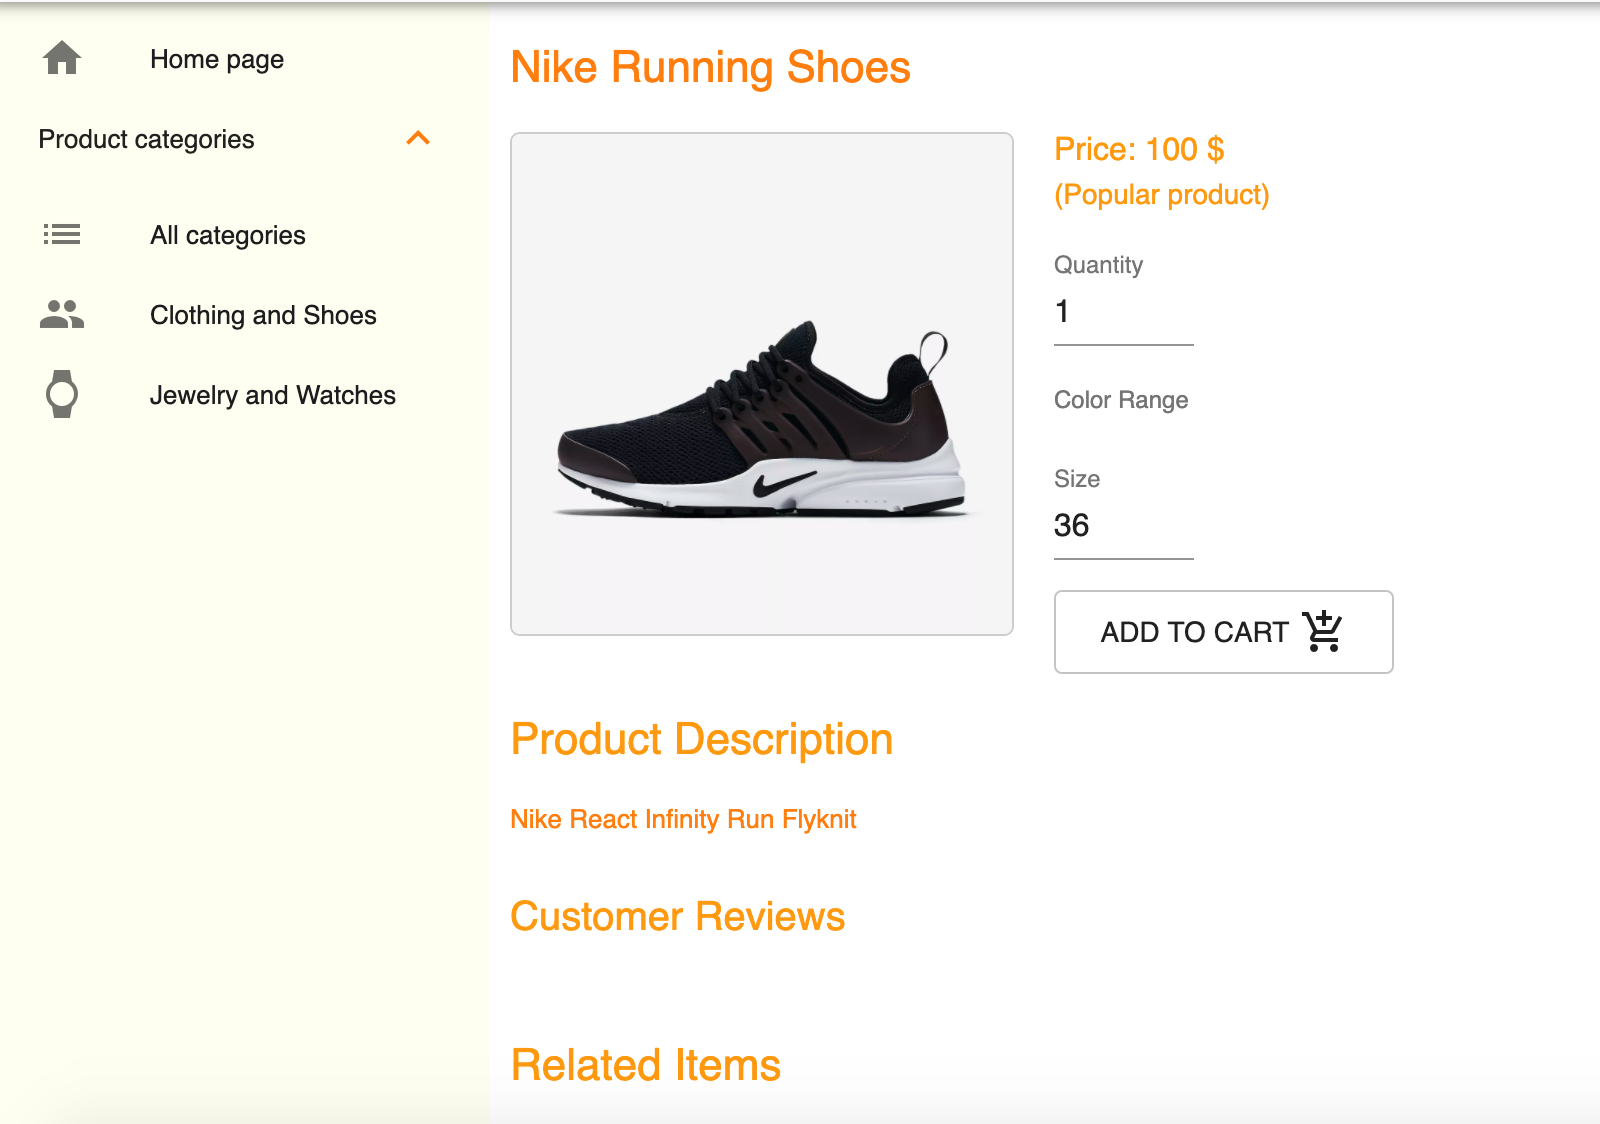 Home page
Product categories
All categories
Clothing and Shoes
Jewelry and Watches
Nike Running Shoes
Price: 100 $
(Popular product)
Quantity
1
Color Range
Size
36
ADD TO CART
Product Description
Nike React Infinity Run Flyknit
Customer Reviews
Related Items